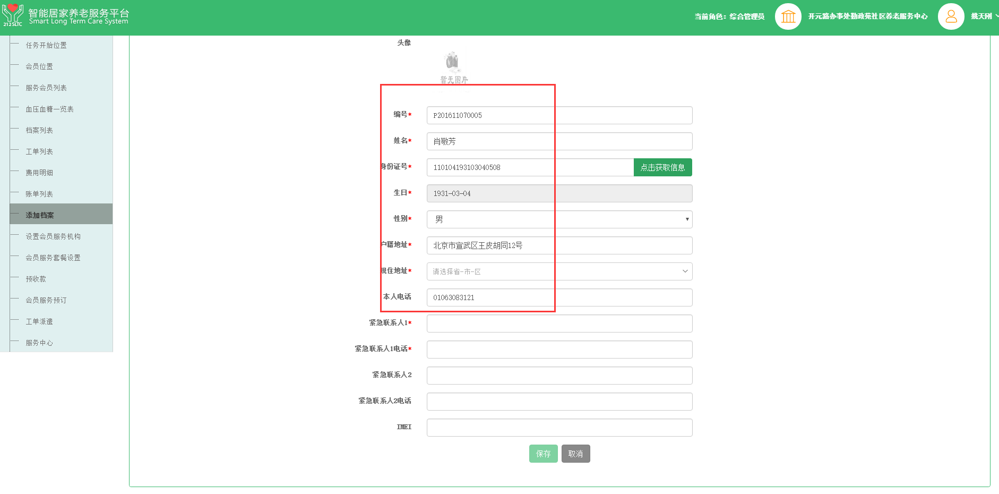 智能居家养老服务平台
Smart Long Term Care System
212SLTC
当前角色：综合管理员
开元路办事处勤政苑社区养老服务中心
姚天刚
任务开始位置
会员位置
服务会员列表
血压血糖一览表
档案列表
工单列表
费用明细
账单列表
添加档案
设置会员服务机构
会员服务套餐设置
预收款
会员服务预订
工单派遣
服务中心
头像
暂无图片
编号* P201611070005
姓名* 肖敬芳
身份证号* 110104193103040508 点击获取信息
生日* 1931-03-04
性别* 男
户籍地址* 北京市宣武区王皮胡同12号
现住地址* 请选择省-市-区
本人电话 01063083121
紧急联系人1*
紧急联系人1电话*
紧急联系人2
紧急联系人2电话
IMEI
保存 取消